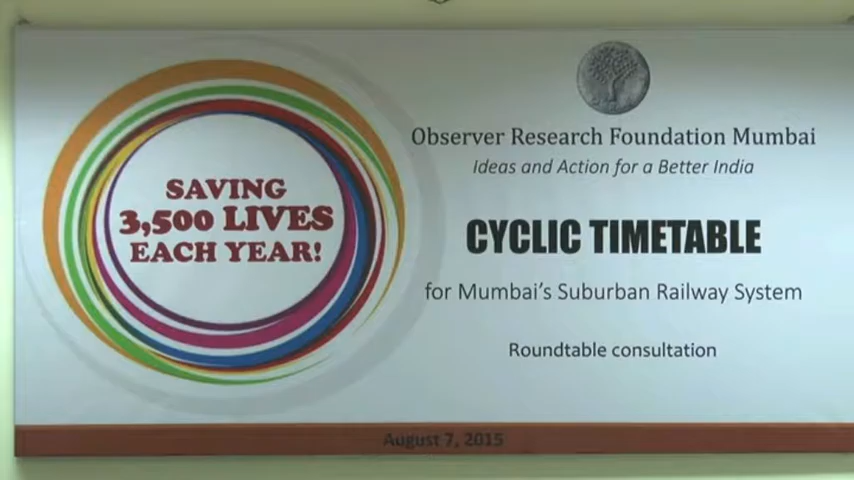 SAVING
3,500 LIVES
EACH YEAR!
Observer Research Foundation Mumbai
Ideas and Action for a Better India
CYCLIC TIMETABLE
for Mumbai's Suburban Railway System
Roundtable consultation
August 7, 2015